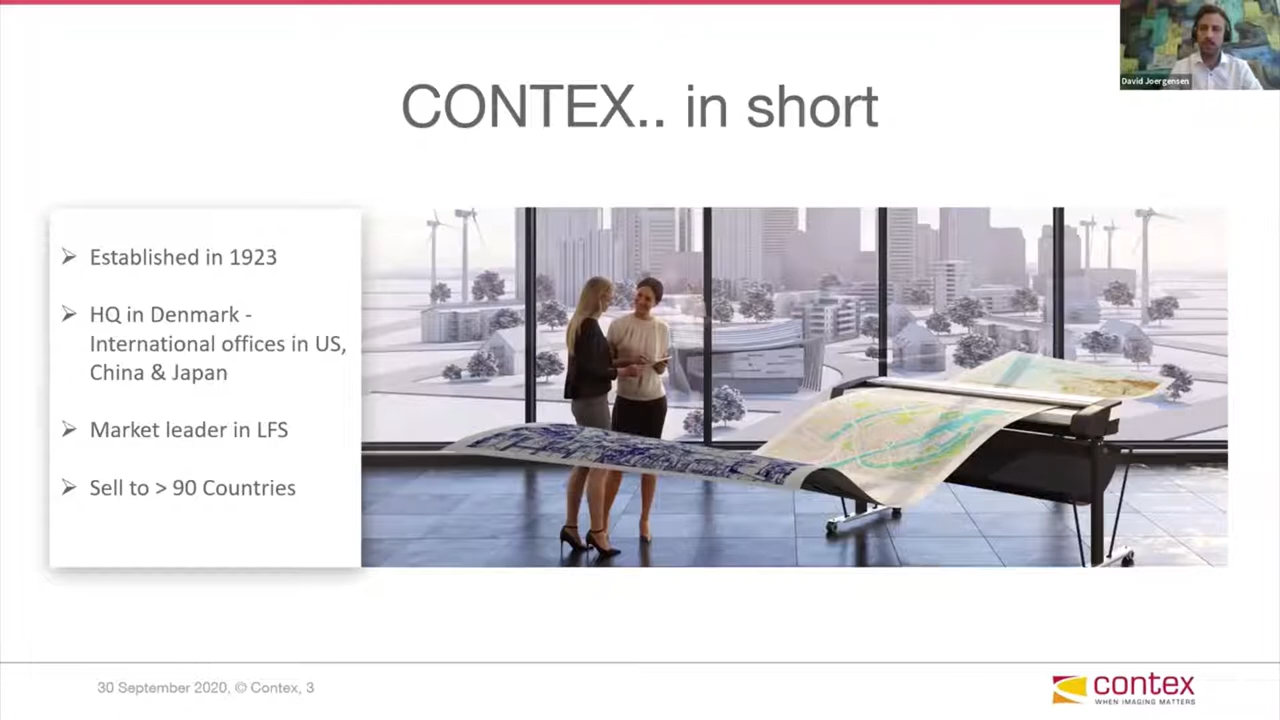 David Joergensen
CONTEX.. in short
➢ Established in 1923
➢ HQ in Denmark -
International offices in US,
China & Japan
➢ Market leader in LFS
➢ Sell to > 90 Countries
30 September 2020, © Contex, 3
contex
WHEN IMAGING MATTERS